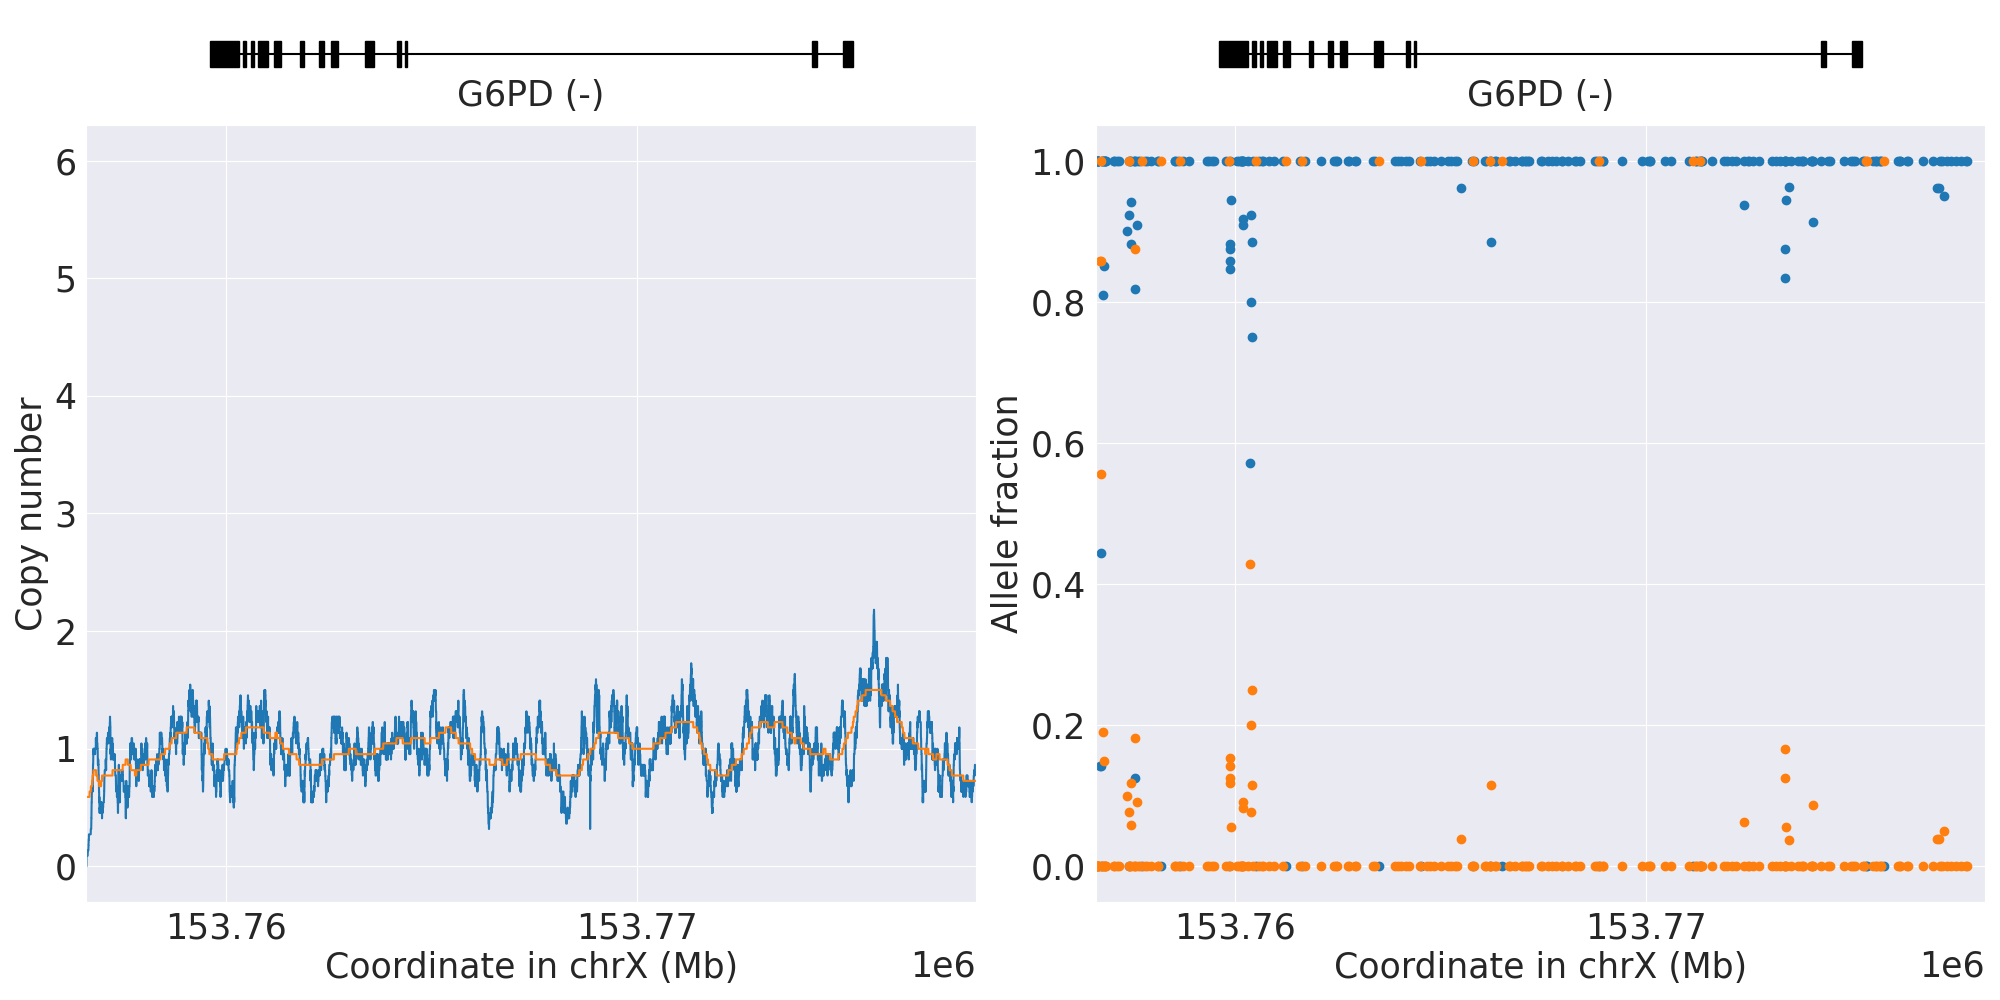 G6PD (-)
6
5
4
3
2
1
0
Copy number
153.76
153.77
Coordinate in chrX (Mb)
1e6
G6PD (-)
1.0
0.8
0.6
0.4
0.2
0.0
Allele fraction
153.76
153.77
Coordinate in chrX (Mb)
1e6